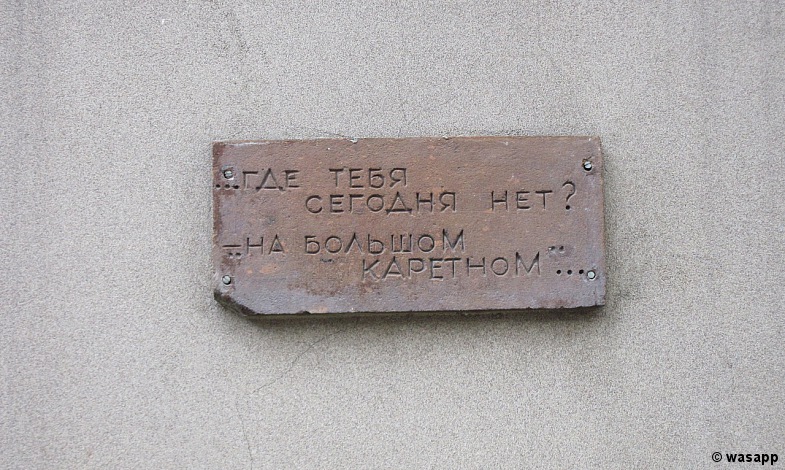 ...ГДЕ ТЕБЯ
СЕГОДНЯ НЕТ?
–НА БОЛЬШОМ
КАРЕТНОМ...
© wasapp